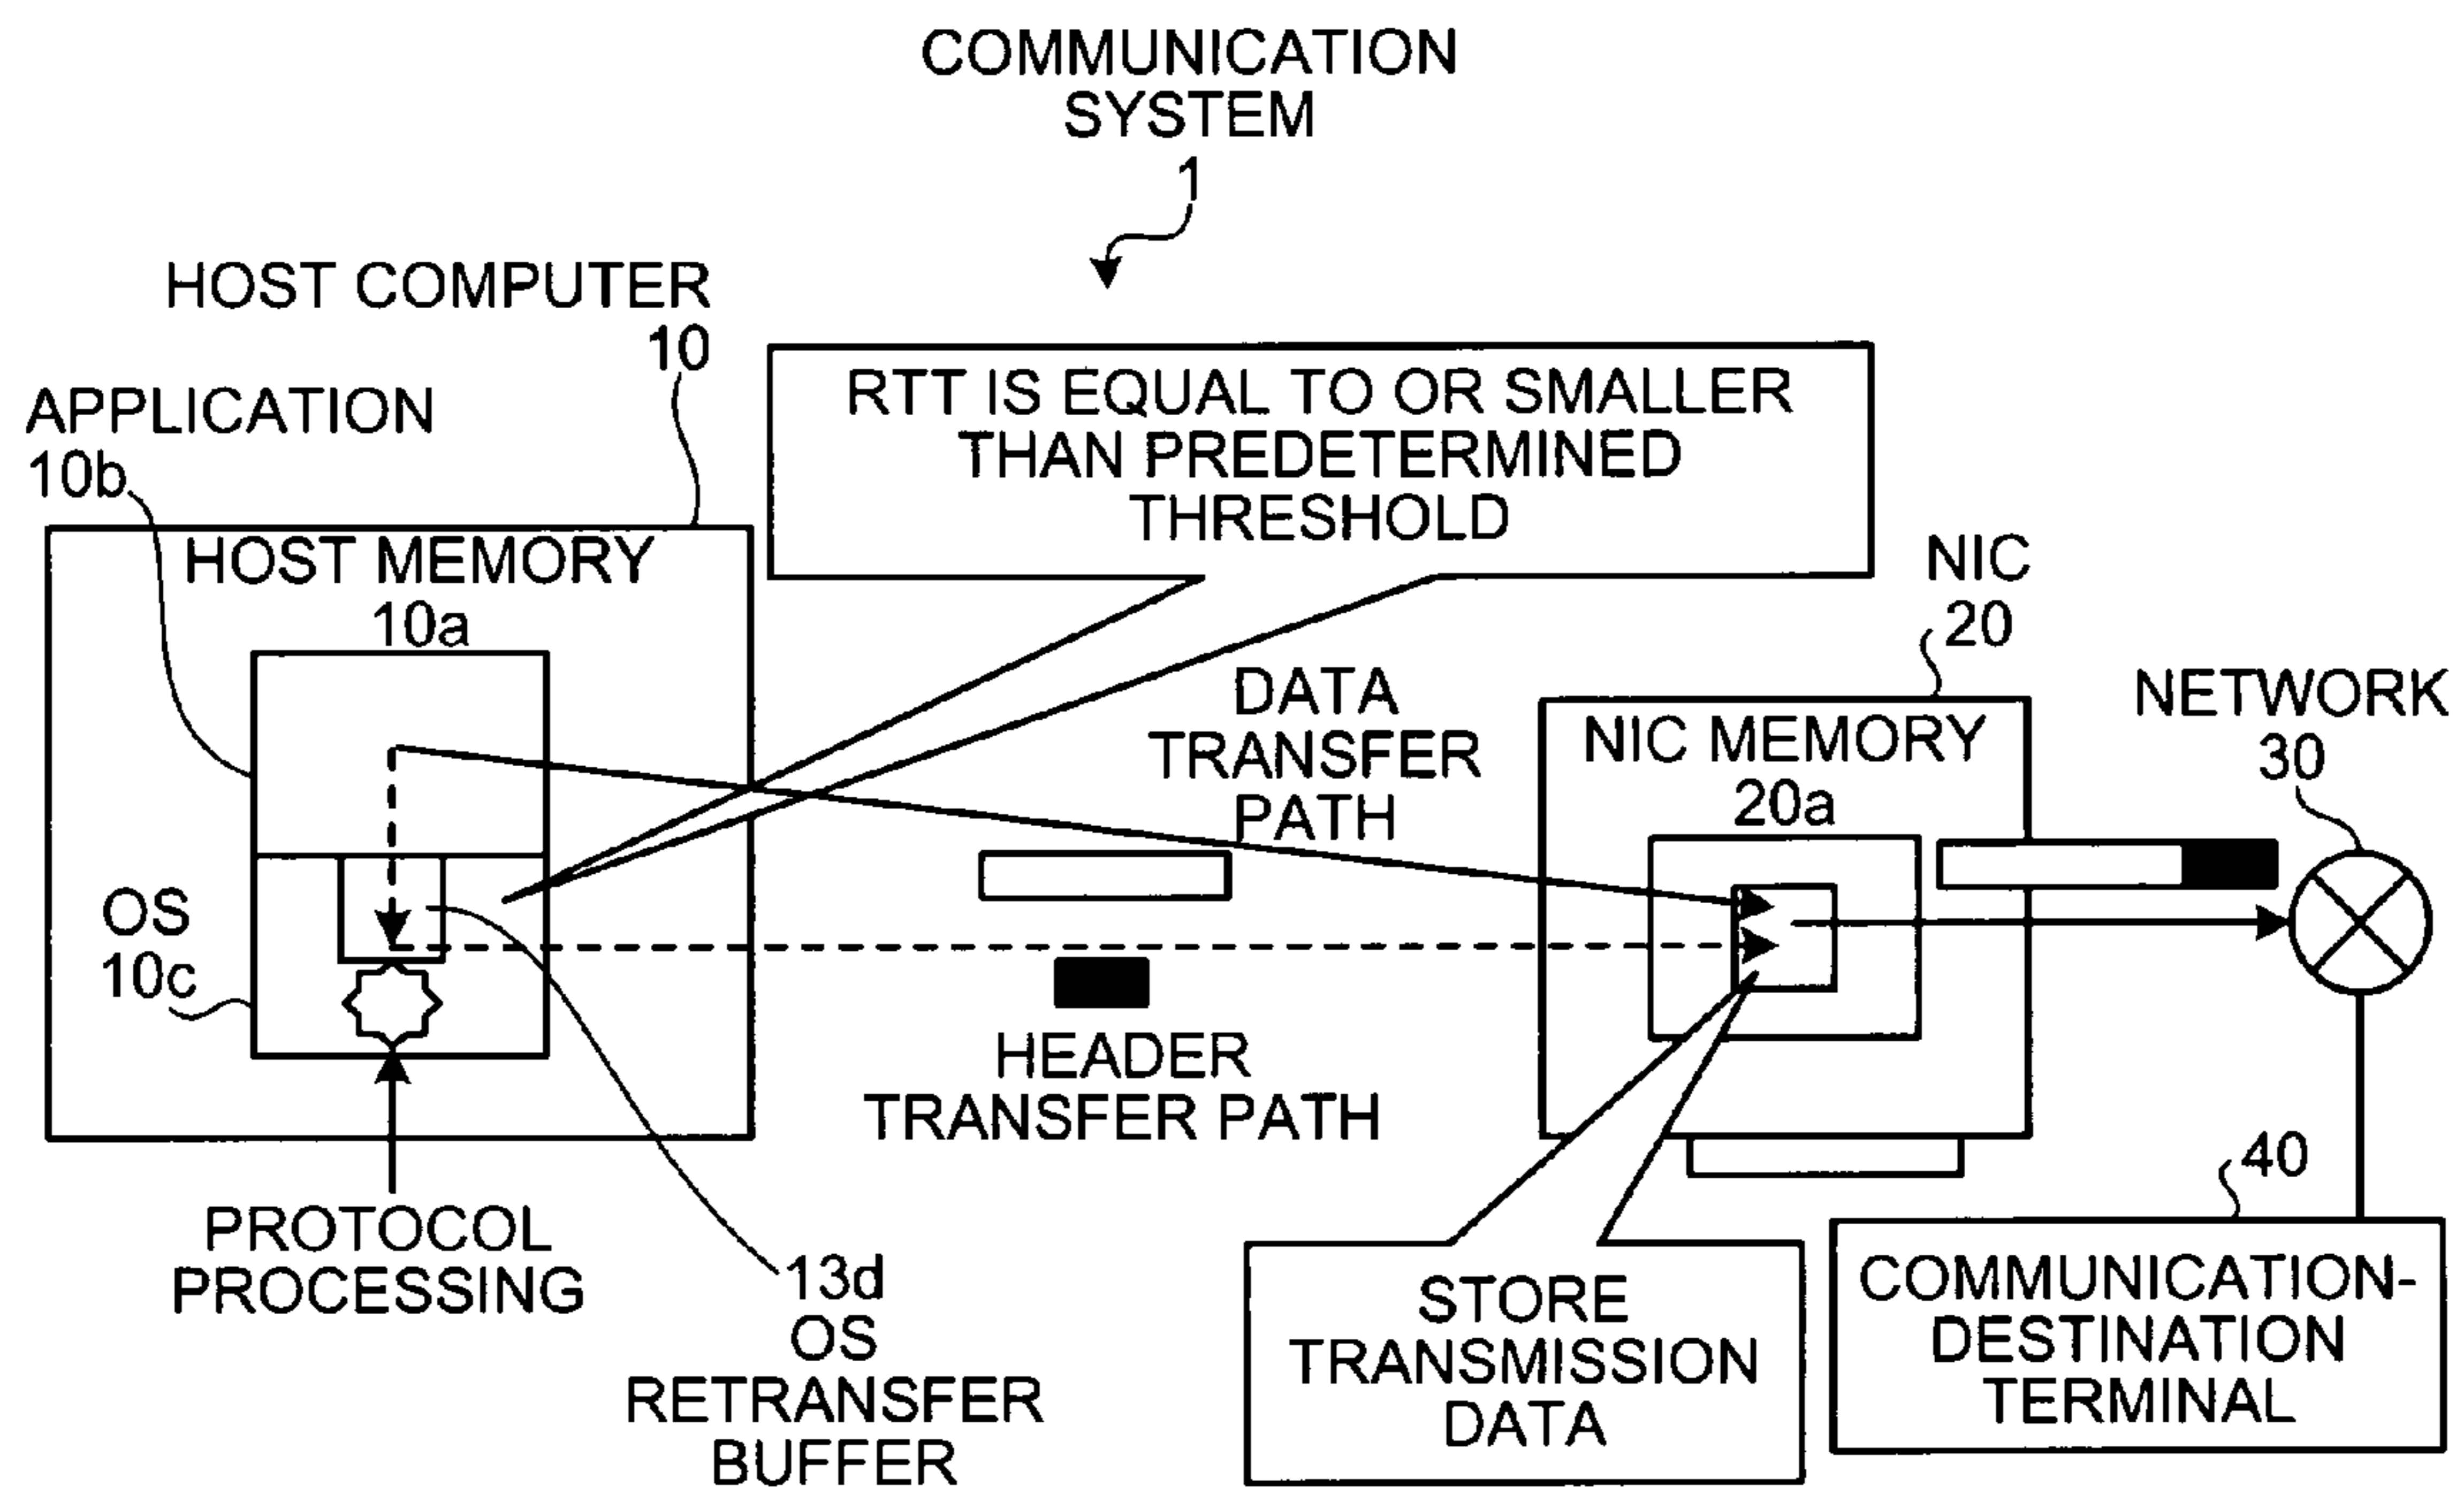 COMMUNICATION
SYSTEM
1
HOST COMPUTER
10
APPLICATION
10b
RTT IS EQUAL TO OR SMALLER
THAN PREDETERMINED
THRESHOLD
HOST MEMORY
10a
NIC
20
DATA
TRANSFER
PATH
NIC MEMORY
20a
NETWORK
30
OS
10c
HEADER
TRANSFER PATH
40
PROTOCOL
PROCESSING
13d
OS
RETRANSFER
BUFFER
STORE
TRANSMISSION
DATA
COMMUNICATION-
DESTINATION
TERMINAL